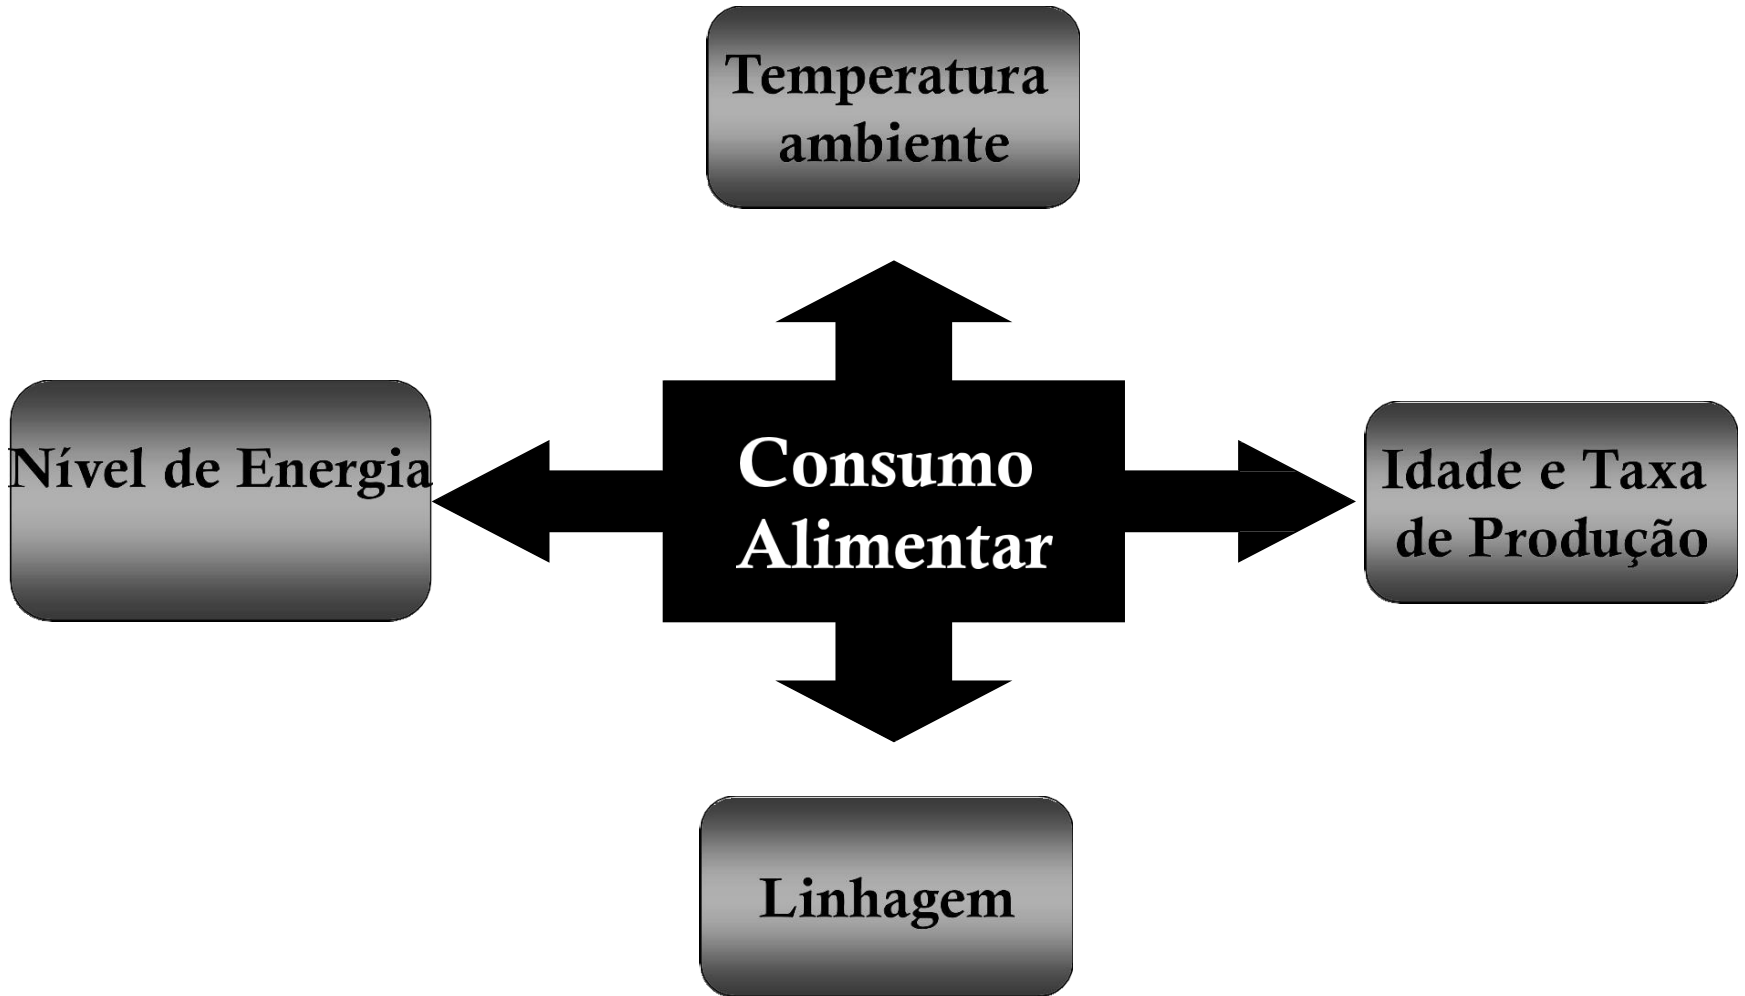 Temperatura
ambiente
Nível de Energia
Consumo
Alimentar
Idade e Taxa
de Produção
Linhagem